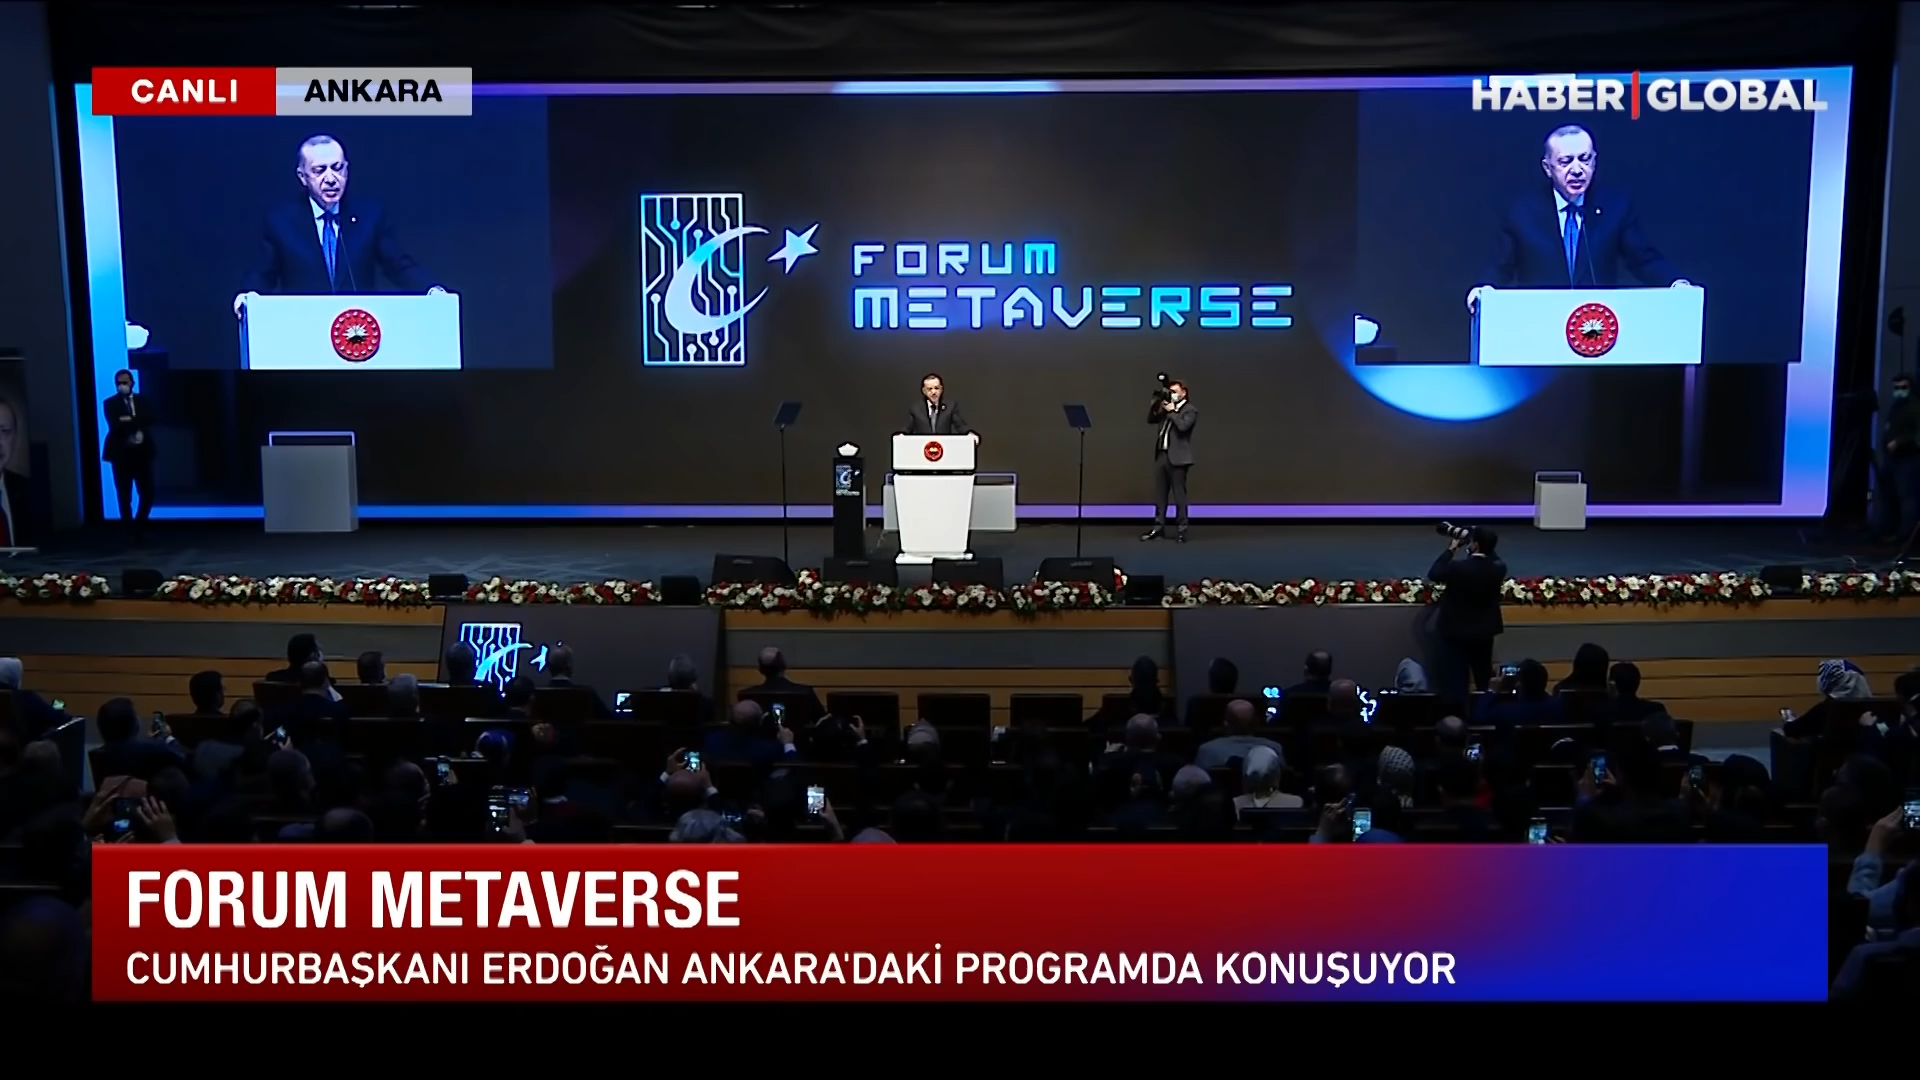 CANLI ANKARA
HABER GLOBAL
FORUM
METAVERSE
FORUM METAVERSE
CUMHURBAŞKANI ERDOĞAN ANKARA'DAKİ PROGRAMDA KONUŞUYOR